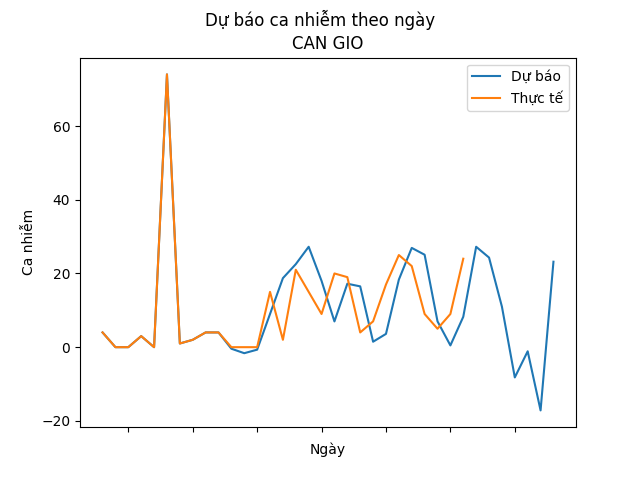 Dự báo ca nhiễm theo ngày
CAN GIO
Dự báo
Thực tế
60
40
20
0
−20
Ca nhiễm
Ngày